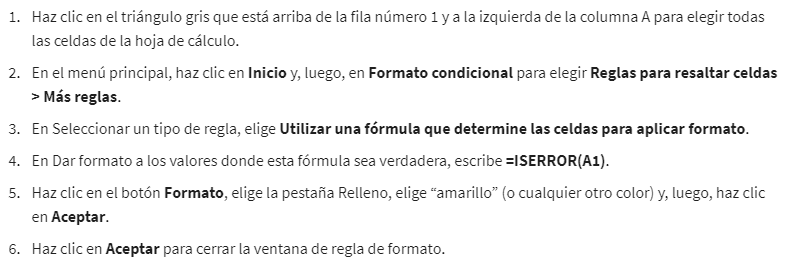 1. Haz clic en el triángulo gris que está arriba de la fila número 1 y a la izquierda de la columna A para elegir todas
las celdas de la hoja de cálculo.
2. En el menú principal, haz clic en Inicio y, luego, en Formato condicional para elegir Reglas para resaltar celdas
> Más reglas.
3. En Seleccionar un tipo de regla, elige Utilizar una fórmula que determine las celdas para aplicar formato.
4. En Dar formato a los valores donde esta fórmula sea verdadera, escribe =ISERROR(A1).
5. Haz clic en el botón Formato, elige la pestaña Relleno, elige “amarillo” (o cualquier otro color) y, luego, haz clic
en Aceptar.
6. Haz clic en Aceptar para cerrar la ventana de regla de formato.